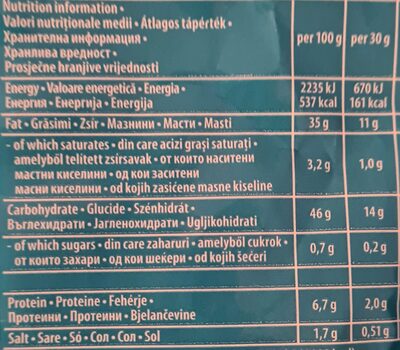 Nutrition information •
Valori nutriționale medii • Átlagos tápérték •
Хранителна информация •
Хранлива вредност •
Prosječne hranjive vrijednosti
per 100 g per 30 g
Energy • Valoare energetică • Energia •
Енергия • Енергија • Energija
2235 kJ 670 kJ
537 kcal 161 kcal
Fat • Grăsimi • Zsír • Мазнини • Масти • Masti 35 g 11 g
- of which saturates • din care acizi grași saturați •
amelyből telített zsírsavak • от които наситени
мастни киселини • од кои заситени
масни киселини • od kojih zasićene masne kiseline
3,2 g 1,0 g
Carbohydrate • Glucide • Szénhidrát •
Въглехидрати • Јагленохидрати • Ugljikohidrati
46 g 14 g
- of which sugars • din care zaharuri • amelyből cukrok •
от които захари • од кои шеќери • od kojih šećeri
0,7 g 0,2 g
Protein • Proteine • Fehérje •
Протеини • Протеини • Bjelančevine
6,7 g 2,0 g
Salt • Sare • Só • Сол • Сол • Sol 1,7 g 0,51 g